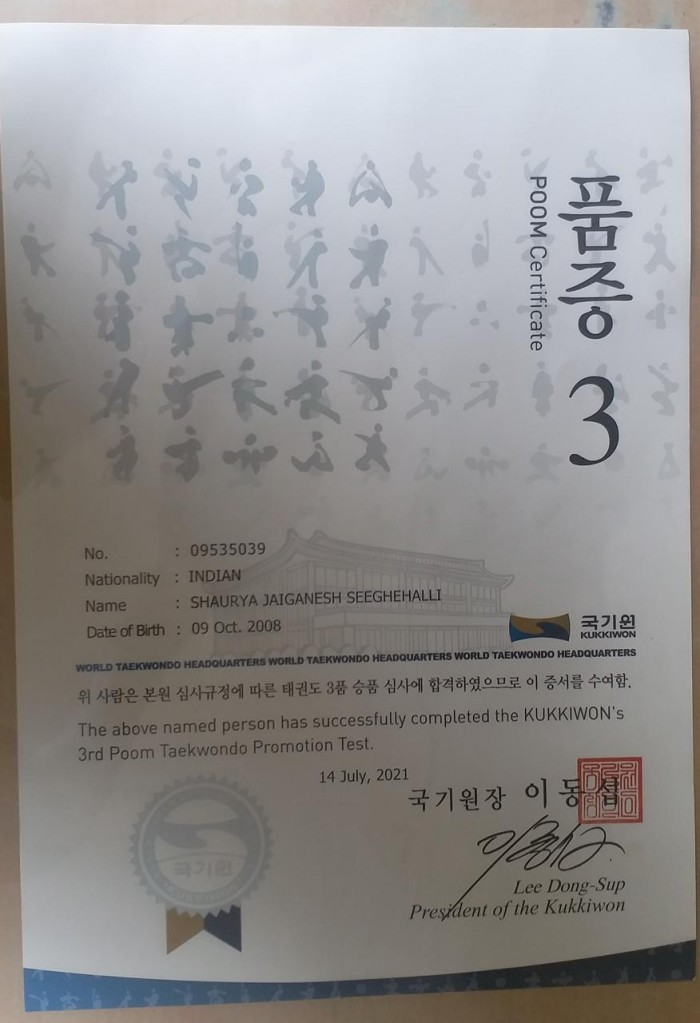 품증
POOM Certificate
3
No. : 09535039
Nationality : INDIAN
Name : SHAURYA JAIGANESH SEEGHEHALLI
Date of Birth : 09 Oct. 2008
국기원
KUKKIWON
WORLD TAEKWONDO HEADQUARTERS WORLD TAEKWONDO HEADQUARTERS WORLD TAEKWONDO HEADQUARTERS
위 사람은 본원 심사규정에 따른 태권도 3품 승품 심사에 합격하였으므로 이 증서를 수여함.
The above named person has successfully completed the KUKKIWON's
3rd Poom Taekwondo Promotion Test.
14 July, 2021
국기원장 이동섭
국기원
Lee Dong-Sup
President of the Kukkiwon